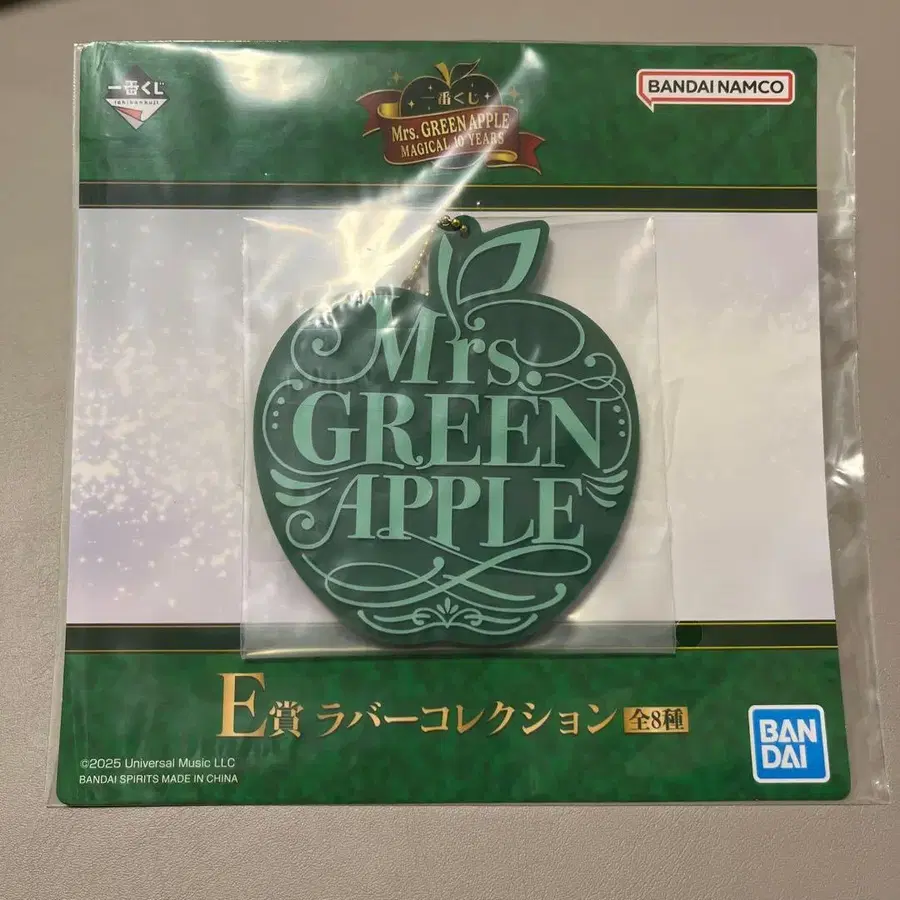 一番くじ
ichibankuji
一番くじ
Mrs. GREEN APPLE
MAGICAL 10 YEARS
BANDAI NAMCO
Mrs.
GREEN
APPLE
E賞 ラバーコレクション 全8種
©2025 Universal Music LLC
BANDAI SPIRITS MADE IN CHINA
BAN
DAI